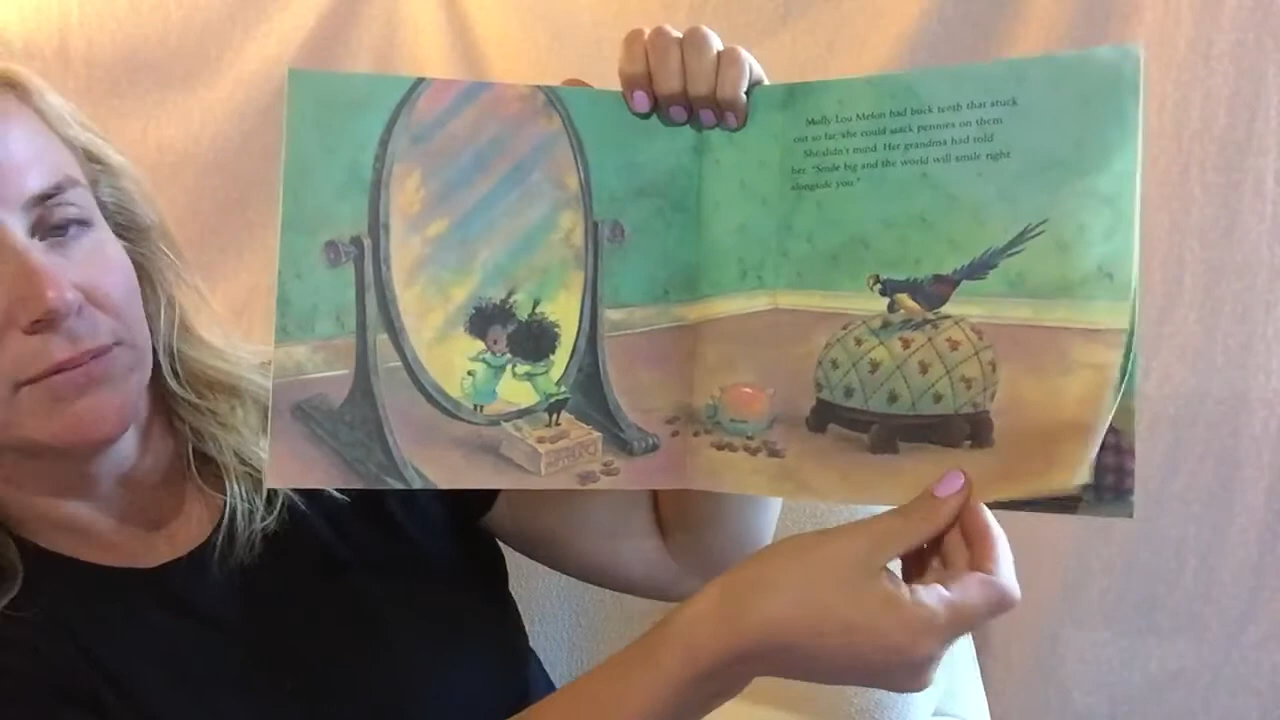 Molly Lou Melon had buck teeth that stuck
out so far, she could stack pennies on them.
She didn't mind. Her grandma had told
her, "Smile big and the world will smile right
alongside you."